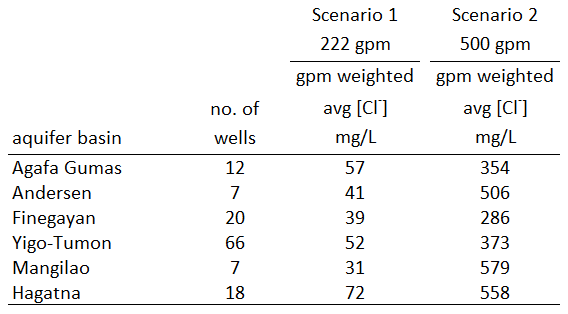 Scenario 1 Scenario 2
222 gpm 500 gpm
gpm weighted gpm weighted
no. of avg [Cl-] avg [Cl-]
aquifer basin wells mg/L mg/L
Agafa Gumas 12 57 354
Andersen 7 41 506
Finegayan 20 39 286
Yigo-Tumon 66 52 373
Mangilao 7 31 579
Hagatna 18 72 558